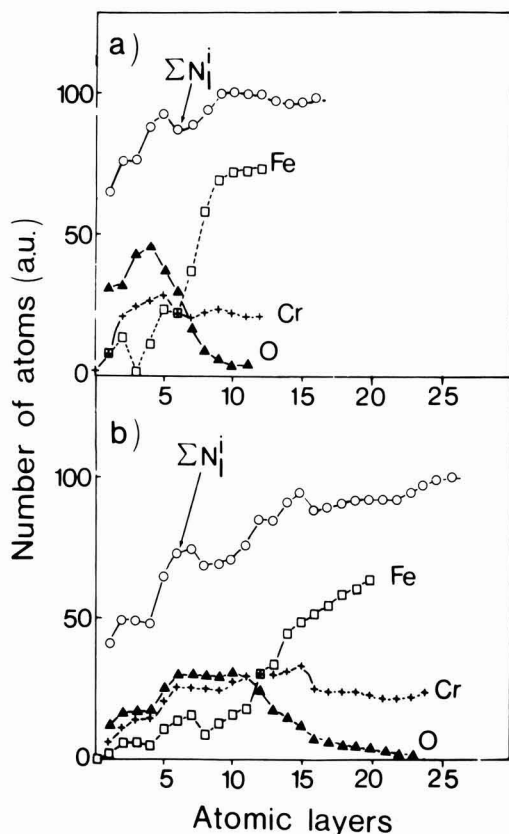 a)
ΣN_l^i
100
Fe
50
Cr
O
0
5 10 15 20 25
b)
ΣN_l^i
100
Fe
50
Cr
O
0
5 10 15 20 25
Number of atoms (a.u.)
Atomic layers